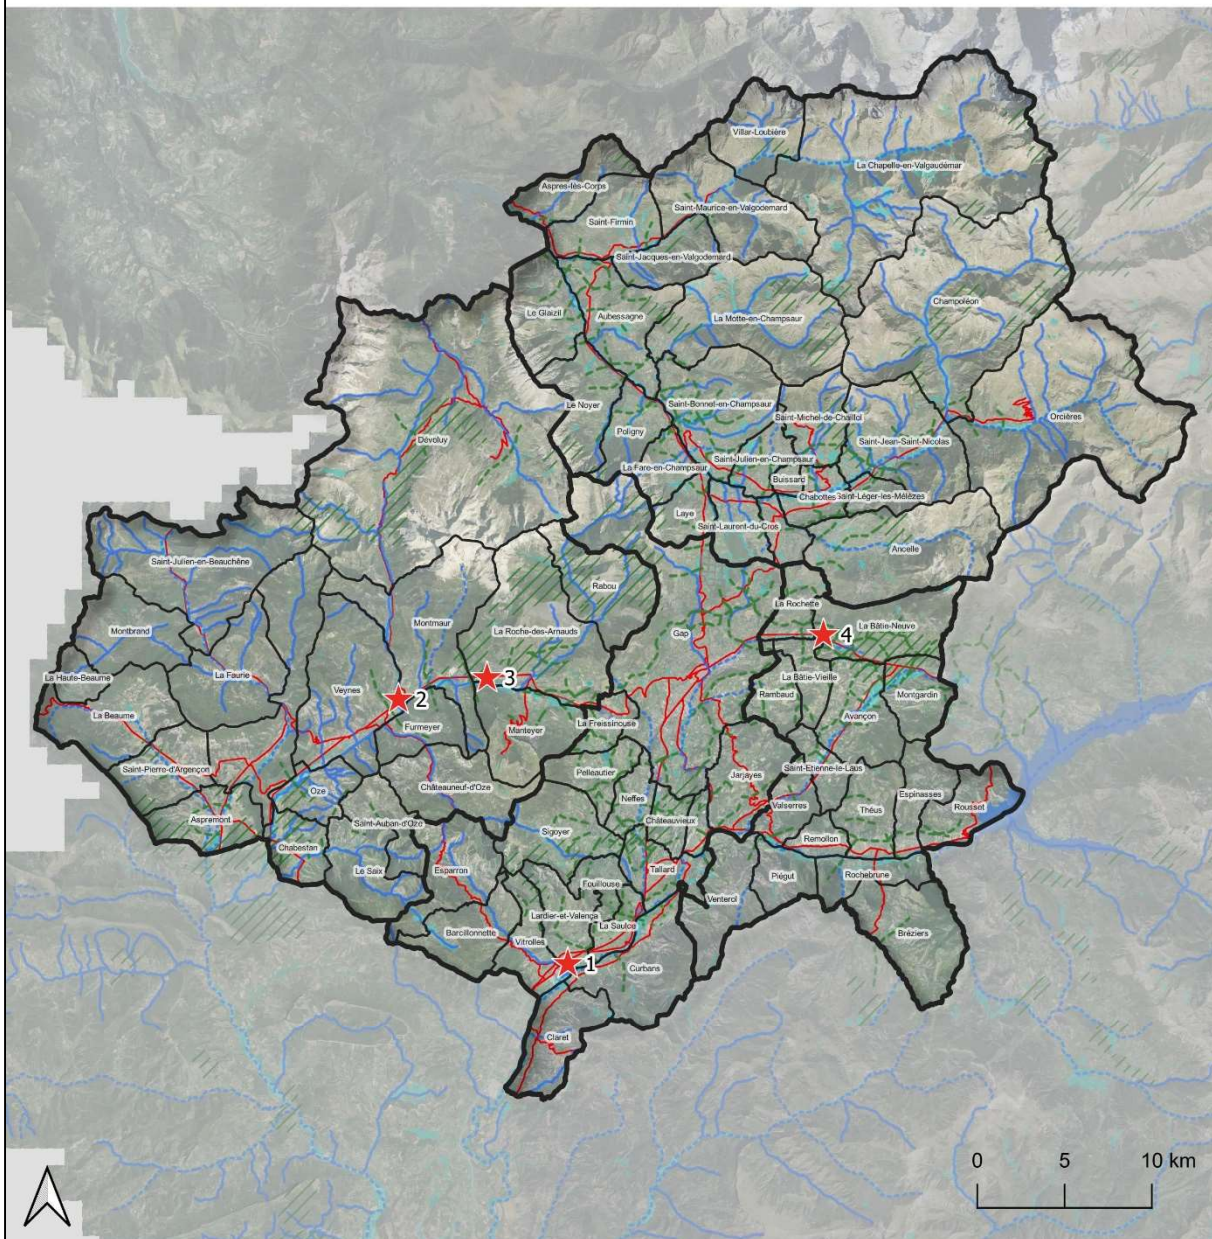 Villar-Loubière
La Chapelle-en-Valgaudémar
Aspres-lès-Corps
Saint-Maurice-en-Valgodemard
Saint-Firmin
Saint-Jacques-en-Valgodemard
Champoléon
Le Glaizil
Aubessagne
La Motte-en-Champsaur
Le Noyer
Saint-Bonnet-en-Champsaur
Saint-Michel-de-Chaillol
Orcières
Poligny
Dévoluy
Saint-Jean-Saint-Nicolas
Saint-Julien-en-Champsaur
La Fare-en-Champsaur
Buissard
Chabottes
Saint-Léger-les-Mélèzes
Laye
Saint-Laurent-du-Cros
Ancelle
Saint-Julien-en-Beauchêne
Rabou
La Rochette
Montmaur
La Roche-des-Arnauds
Gap
La Bâtie-Neuve
4
Montbrand
La Haute-Beaume
La Faurie
Veynes
3
La Bâtie-Vieille
Rambaud
Montgardin
2
La Beaume
Furmeyer
Manteyer
La Freissinouse
Avançon
Saint-Pierre-d'Argençon
Châteauneuf-d'Oze
Pelleautier
Jarjayes
Saint-Etienne-le-Laus
Oze
Neffes
Espinasses
Aspremont
Saint-Auban-d'Oze
Châteauvieux
Valserres
Théus
Rousset
Sigoyer
Remollon
Chabestan
Le Saix
Esparron
Tallard
Piégut
Rochebrune
Fouillouse
Venterol
Lardier-et-Valença
La Saulce
Barcillonnette
Vitrolles
Bréziers
1
Curbans
Claret
0 5 10 km